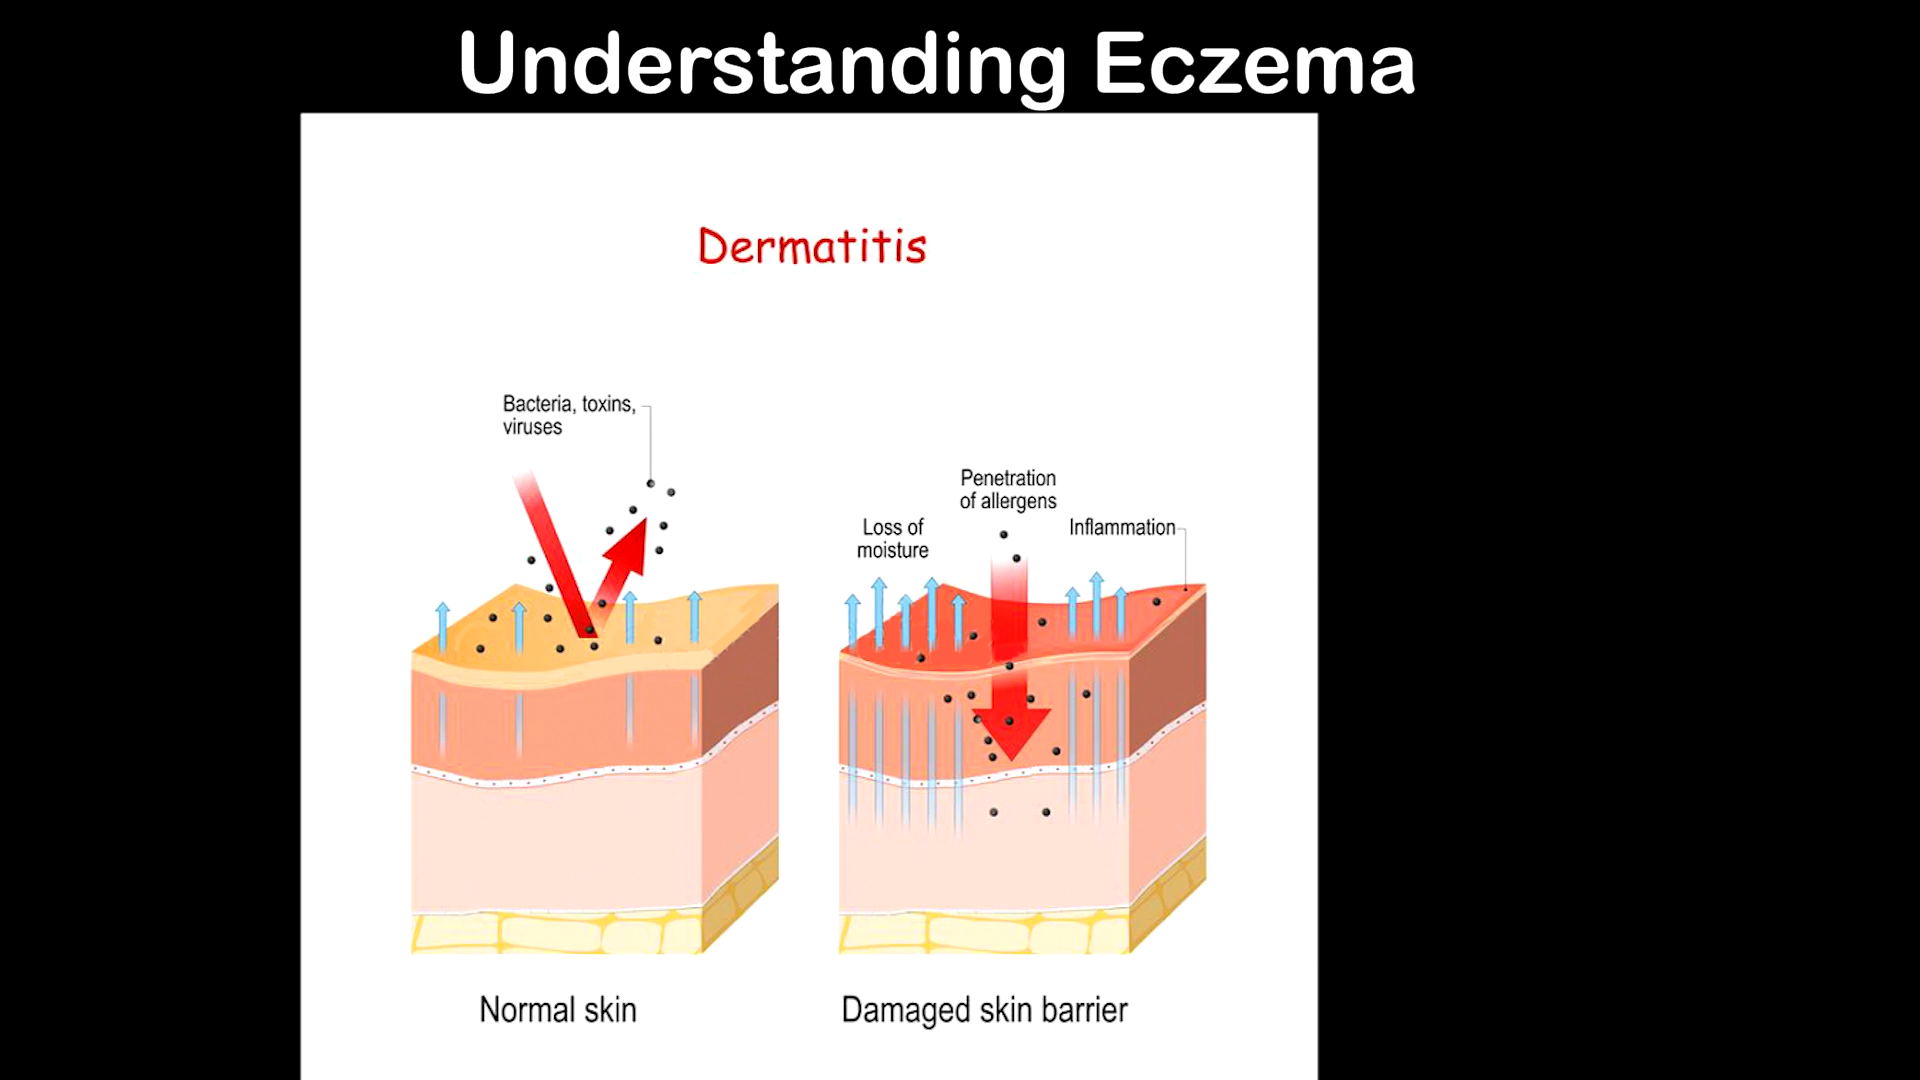 Understanding Eczema
Dermatitis
Bacteria, toxins,
viruses
Penetration
of allergens
Loss of
moisture
Inflammation
Normal skin
Damaged skin barrier